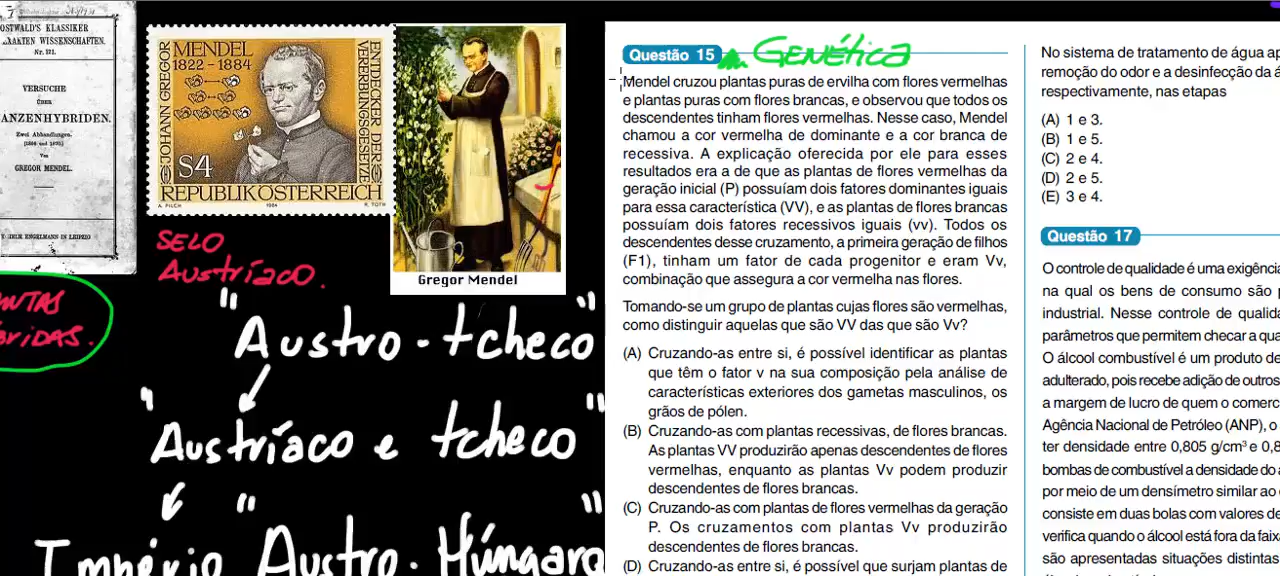 OSTWALD'S KLASSIKER
EXAKTEN WISSENSCHAFTEN.
Nr. 121.
VERSUCHE
ÜBER
ANZENHYBRIDEN.
Zwei Abhandlungen.
(1865 und 1870.)
Von
GREGOR MENDEL.
ENGELMANN IN LEIPZIG
NTAS
BRIDAS.
JOHANN GREGOR
MENDEL
1822 - 1884
ENTDECKER DER
VERERBUNGSGESETZE
S4
REPUBLIK ÖSTERREICH
A. PILCH
1984
R. TOTH
Gregor Mendel
SELO
AUSTRÍACO.
"Austro-tcheco"
"Austríaco e tcheco"
"Império Austro-Húngaro
Questão 15
GENÉTICA
Mendel cruzou plantas puras de ervilha com flores vermelhas
e plantas puras com flores brancas, e observou que todos os
descendentes tinham flores vermelhas. Nesse caso, Mendel
chamou a cor vermelha de dominante e a cor branca de
recessiva. A explicação oferecida por ele para esses
resultados era a de que as plantas de flores vermelhas da
geração inicial (P) possuíam dois fatores dominantes iguais
para essa característica (VV), e as plantas de flores brancas
possuíam dois fatores recessivos iguais (vv). Todos os
descendentes desse cruzamento, a primeira geração de filhos
(F1), tinham um fator de cada progenitor e eram Vv,
combinação que assegura a cor vermelha nas flores.
Tomando-se um grupo de plantas cujas flores são vermelhas,
como distinguir aquelas que são VV das que são Vv?
(A) Cruzando-as entre si, é possível identificar as plantas
que têm o fator v na sua composição pela análise de
características exteriores dos gametas masculinos, os
grãos de pólen.
(B) Cruzando-as com plantas recessivas, de flores brancas.
As plantas VV produzirão apenas descendentes de flores
vermelhas, enquanto as plantas Vv podem produzir
descendentes de flores brancas.
(C) Cruzando-as com plantas de flores vermelhas da geração
P. Os cruzamentos com plantas Vv produzirão
descendentes de flores brancas.
(D) Cruzando-as entre si, é possível que surjam plantas de
No sistema de tratamento de água ap
remoção do odor e a desinfecção da á
respectivamente, nas etapas
(A) 1 e 3.
(B) 1 e 5.
(C) 2 e 4.
(D) 2 e 5.
(E) 3 e 4.
Questão 17
O controle de qualidade é uma exigência
na qual os bens de consumo são p
industrial. Nesse controle de qualida
parâmetros que permitem checar a qua
O álcool combustível é um produto de
adulterado, pois recebe adição de outros
a margem de lucro de quem o comerc
Agência Nacional de Petróleo (ANP), o
ter densidade entre 0,805 g/cm³ e 0,8
bombas de combustível a densidade do á
por meio de um densímetro similar ao
consiste em duas bolas com valores de
verifica quando o álcool está fora da faixa
são apresentadas situações distintas